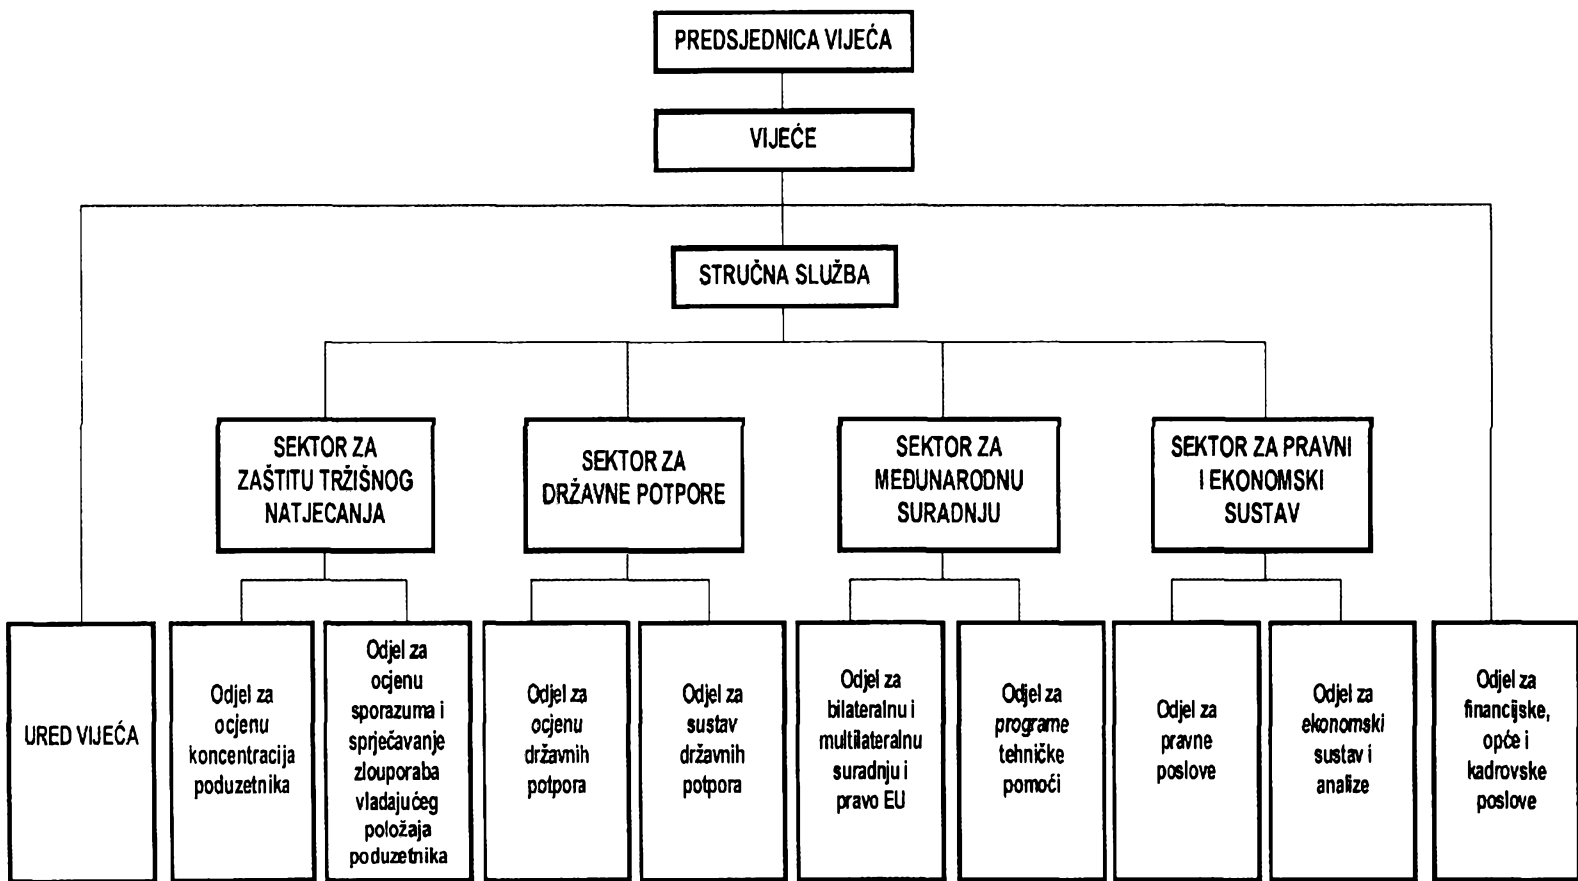 PREDSJEDNICA VIJEĆA
VIJEĆE
STRUČNA SLUŽBA
SEKTOR ZA
ZAŠTITU TRŽIŠNOG
NATJECANJA
SEKTOR ZA
DRŽAVNE POTPORE
SEKTOR ZA
MEĐUNARODNU
SURADNJU
SEKTOR ZA PRAVNI
I EKONOMSKI
SUSTAV
URED VIJEĆA
Odjel za
ocjenu
koncentracija
poduzetnika
Odjel za
ocjenu
sporazuma i
sprječavanje
zlouporaba
vladajućeg
položaja
poduzetnika
Odjel za
ocjenu
državnih
potpora
Odjel za
sustav
državnih
potpora
Odjel za
bilateralnu i
multilateralnu
suradnju i
pravo EU
Odjel za
programe
tehničke
pomoći
Odjel za
pravne
poslove
Odjel za
ekonomski
sustav i
analize
Odjel za
financijske,
opće i
kadrovske
poslove